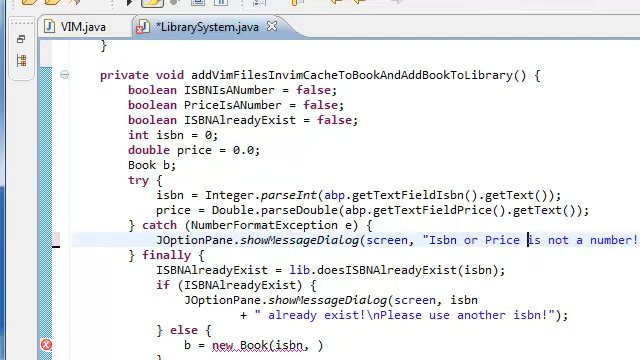 VIM.java
*LibrarySystem.java
}
private void addVimFilesInvimCacheToBookAndAddBookToLibrary() {
boolean ISBNIsANumber = false;
boolean PriceIsANumber = false;
boolean ISBNAlreadyExist = false;
int isbn = 0;
double price = 0.0;
Book b;
try {
isbn = Integer.parseInt(abp.getTextFieldIsbn().getText());
price = Double.parseDouble(abp.getTextFieldPrice().getText());
} catch (NumberFormatException e) {
JOptionPane.showMessageDialog(screen, "Isbn or Price is not a number!
} finally {
ISBNAlreadyExist = lib.doesISBNAlreadyExist(isbn);
if (ISBNAlreadyExist) {
JOptionPane.showMessageDialog(screen, isbn
+ " already exist!\nPlease use another isbn!");
} else {
b = new Book(isbn, )
}